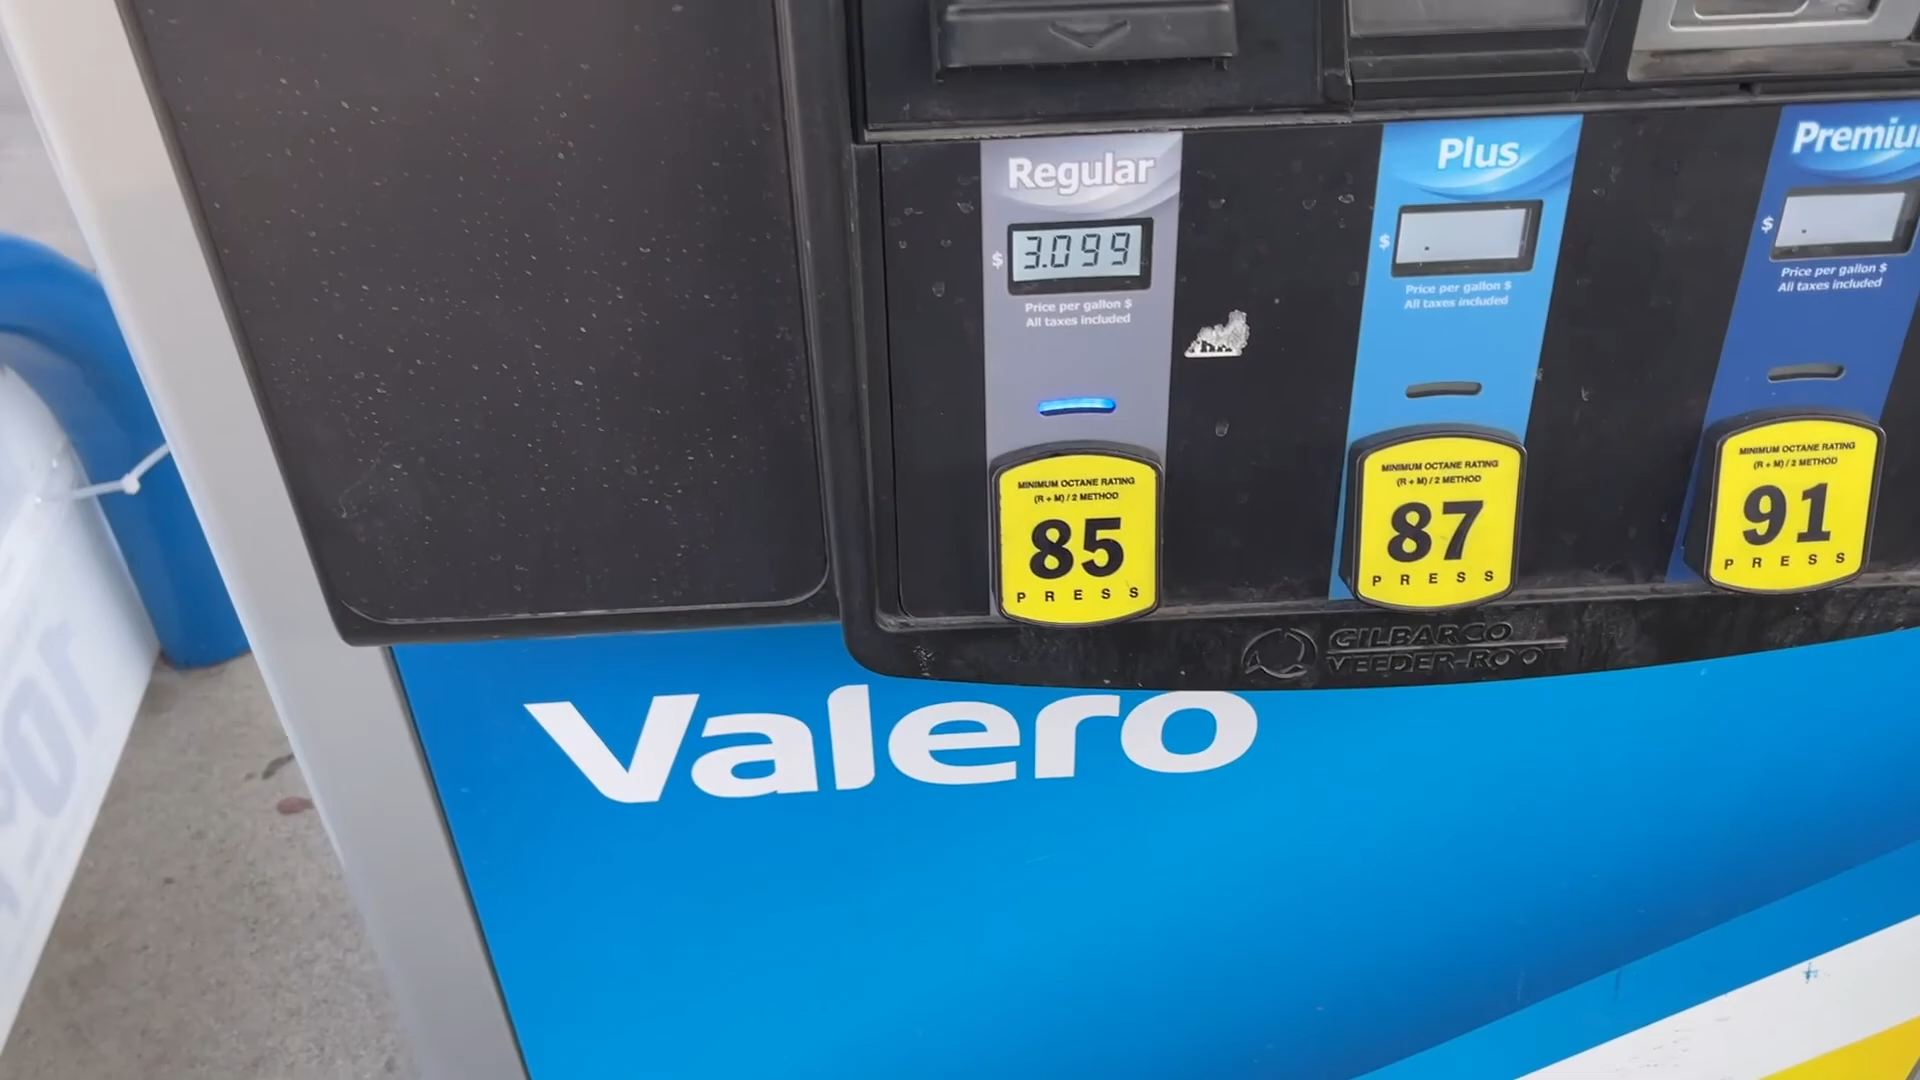 Regular
$ 3.099
Price per gallon $
All taxes included
MINIMUM OCTANE RATING
(R + M) / 2 METHOD
85
PRESS
Plus
$ .
Price per gallon $
All taxes included
MINIMUM OCTANE RATING
(R + M) / 2 METHOD
87
PRESS
Premiu
$ .
Price per gallon $
All taxes included
MINIMUM OCTANE RATING
(R + M) / 2 METHOD
91
PRESS
GILBARCO
VEEDER-ROO
Valero